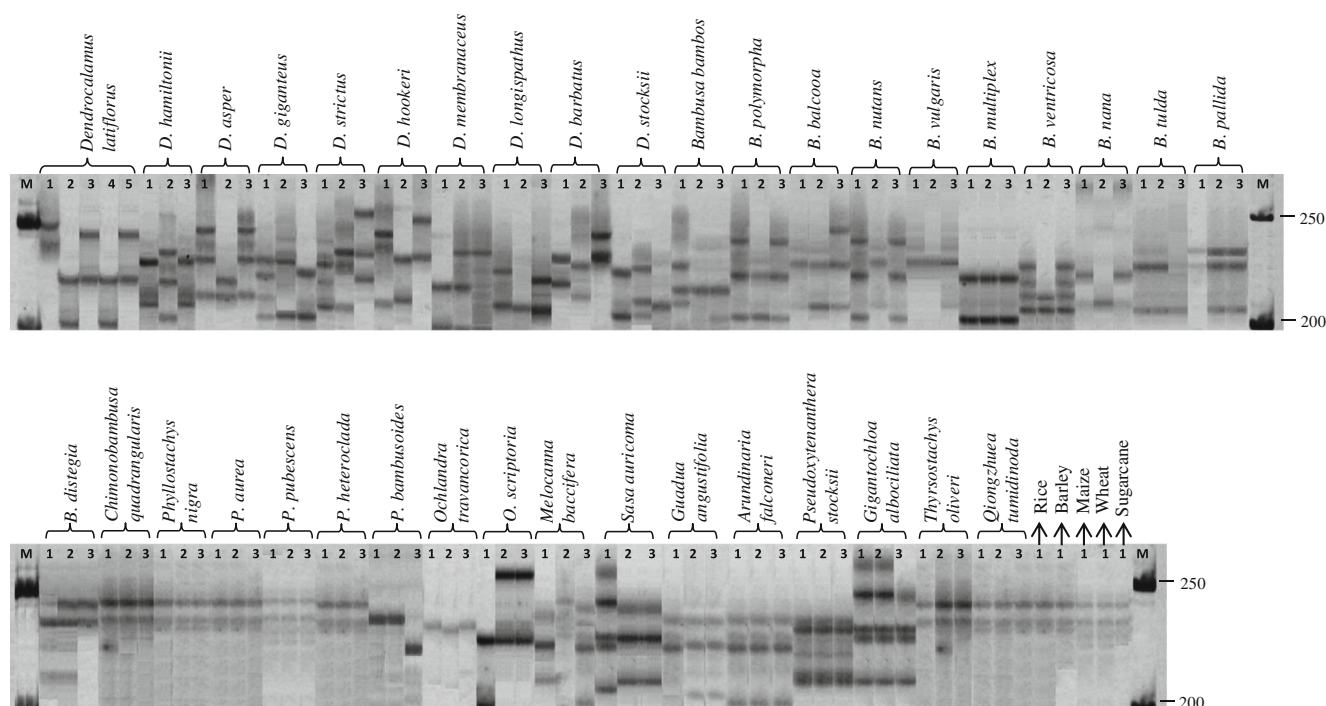 Dendrocalamus
latiflorus
D. hamiltonii
D. asper
D. giganteus
D. strictus
D. hookeri
D. membranaceus
D. longispathus
D. barbatus
D. stocksii
Bambusa bambos
B. polymorpha
B. balcooa
B. nutans
B. vulgaris
B. multiplex
B. ventricosa
B. nana
B. tulda
B. pallida
M 1 2 3 4 5 1 2 3 1 2 3 1 2 3 1 2 3 1 2 3 1 2 3 1 2 3 1 2 3 1 2 3 1 2 3 1 2 3 1 2 3 1 2 3 1 2 3 1 2 3 1 2 3 1 2 3 1 2 3 1 2 3 M
250
200
B. distegia
Chimonobambusa
quadrangularis
Phyllostachys
nigra
P. aurea
P. pubescens
P. heteroclada
P. bambusoides
Ochlandra
travancorica
O. scriptoria
Melocanna
baccifera
Sasa auricoma
Guadua
angustifolia
Arundinaria
falconeri
Pseudoxytenanthera
stocksii
Gigantochloa
albociliata
Thyrsostachys
oliveri
Qiongzhuea
tumidinoda
Rice
Barley
Maize
Wheat
Sugarcane
M 1 2 3 1 2 3 1 2 3 1 2 3 1 2 3 1 2 3 1 2 3 1 2 3 1 2 3 1 2 3 1 2 3 1 2 3 1 2 3 1 2 3 1 2 3 1 2 3 1 2 3 1 1 1 1 1 M
250
200